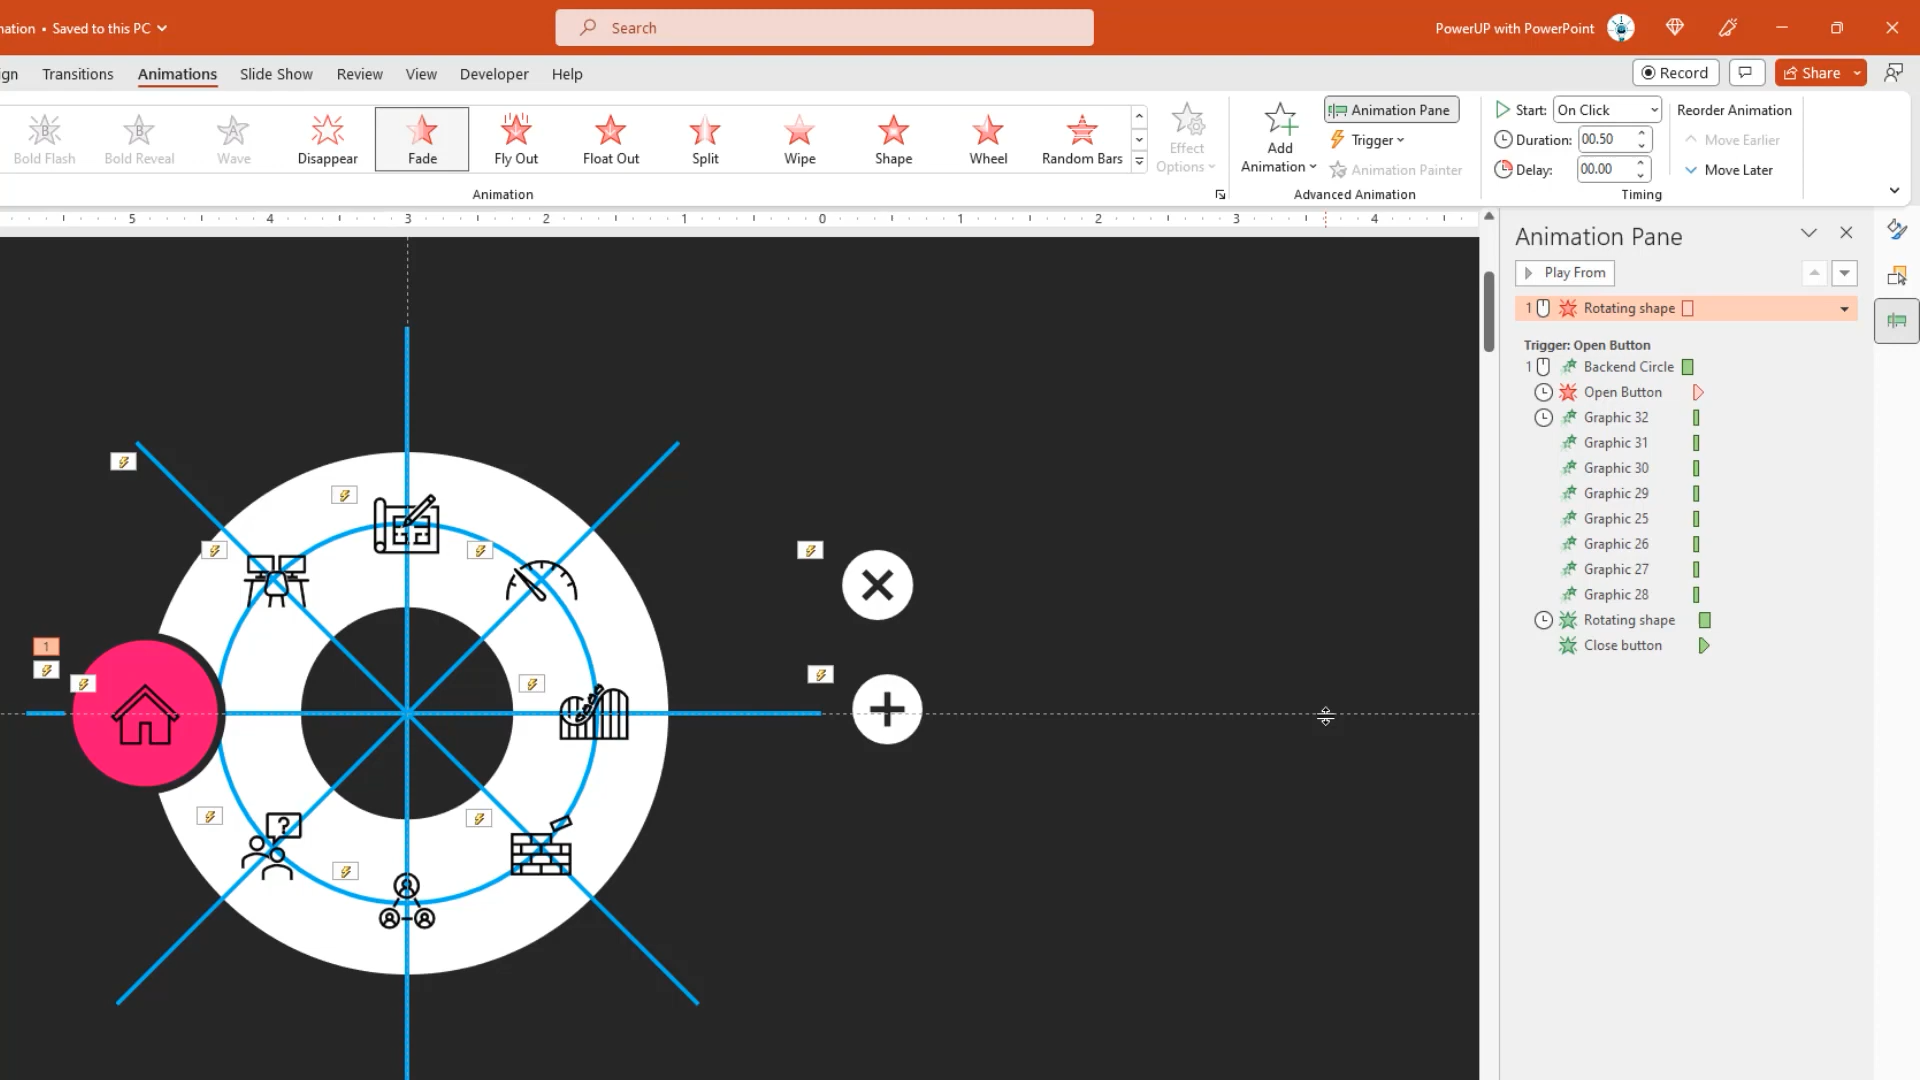 nation • Saved to this PC
Search
PowerUP with PowerPoint
ign Transitions Animations Slide Show Review View Developer Help
Record
Share
Bold Flash Bold Reveal Wave Disappear Fade Fly Out Float Out Split Wipe Shape Wheel Random Bars
Effect Options
Add Animation
Animation Pane
Trigger
Animation Painter
Start: On Click
Duration: 00.50
Delay: 00.00
Reorder Animation
Move Earlier
Move Later
Animation
Advanced Animation
Timing
5 4 3 2 1 0 1 2 3 4
Animation Pane
Play From
1 Rotating shape
Trigger: Open Button
1 Backend Circle
Open Button
Graphic 32
Graphic 31
Graphic 30
Graphic 29
Graphic 25
Graphic 26
Graphic 27
Graphic 28
Rotating shape
Close button
1
?